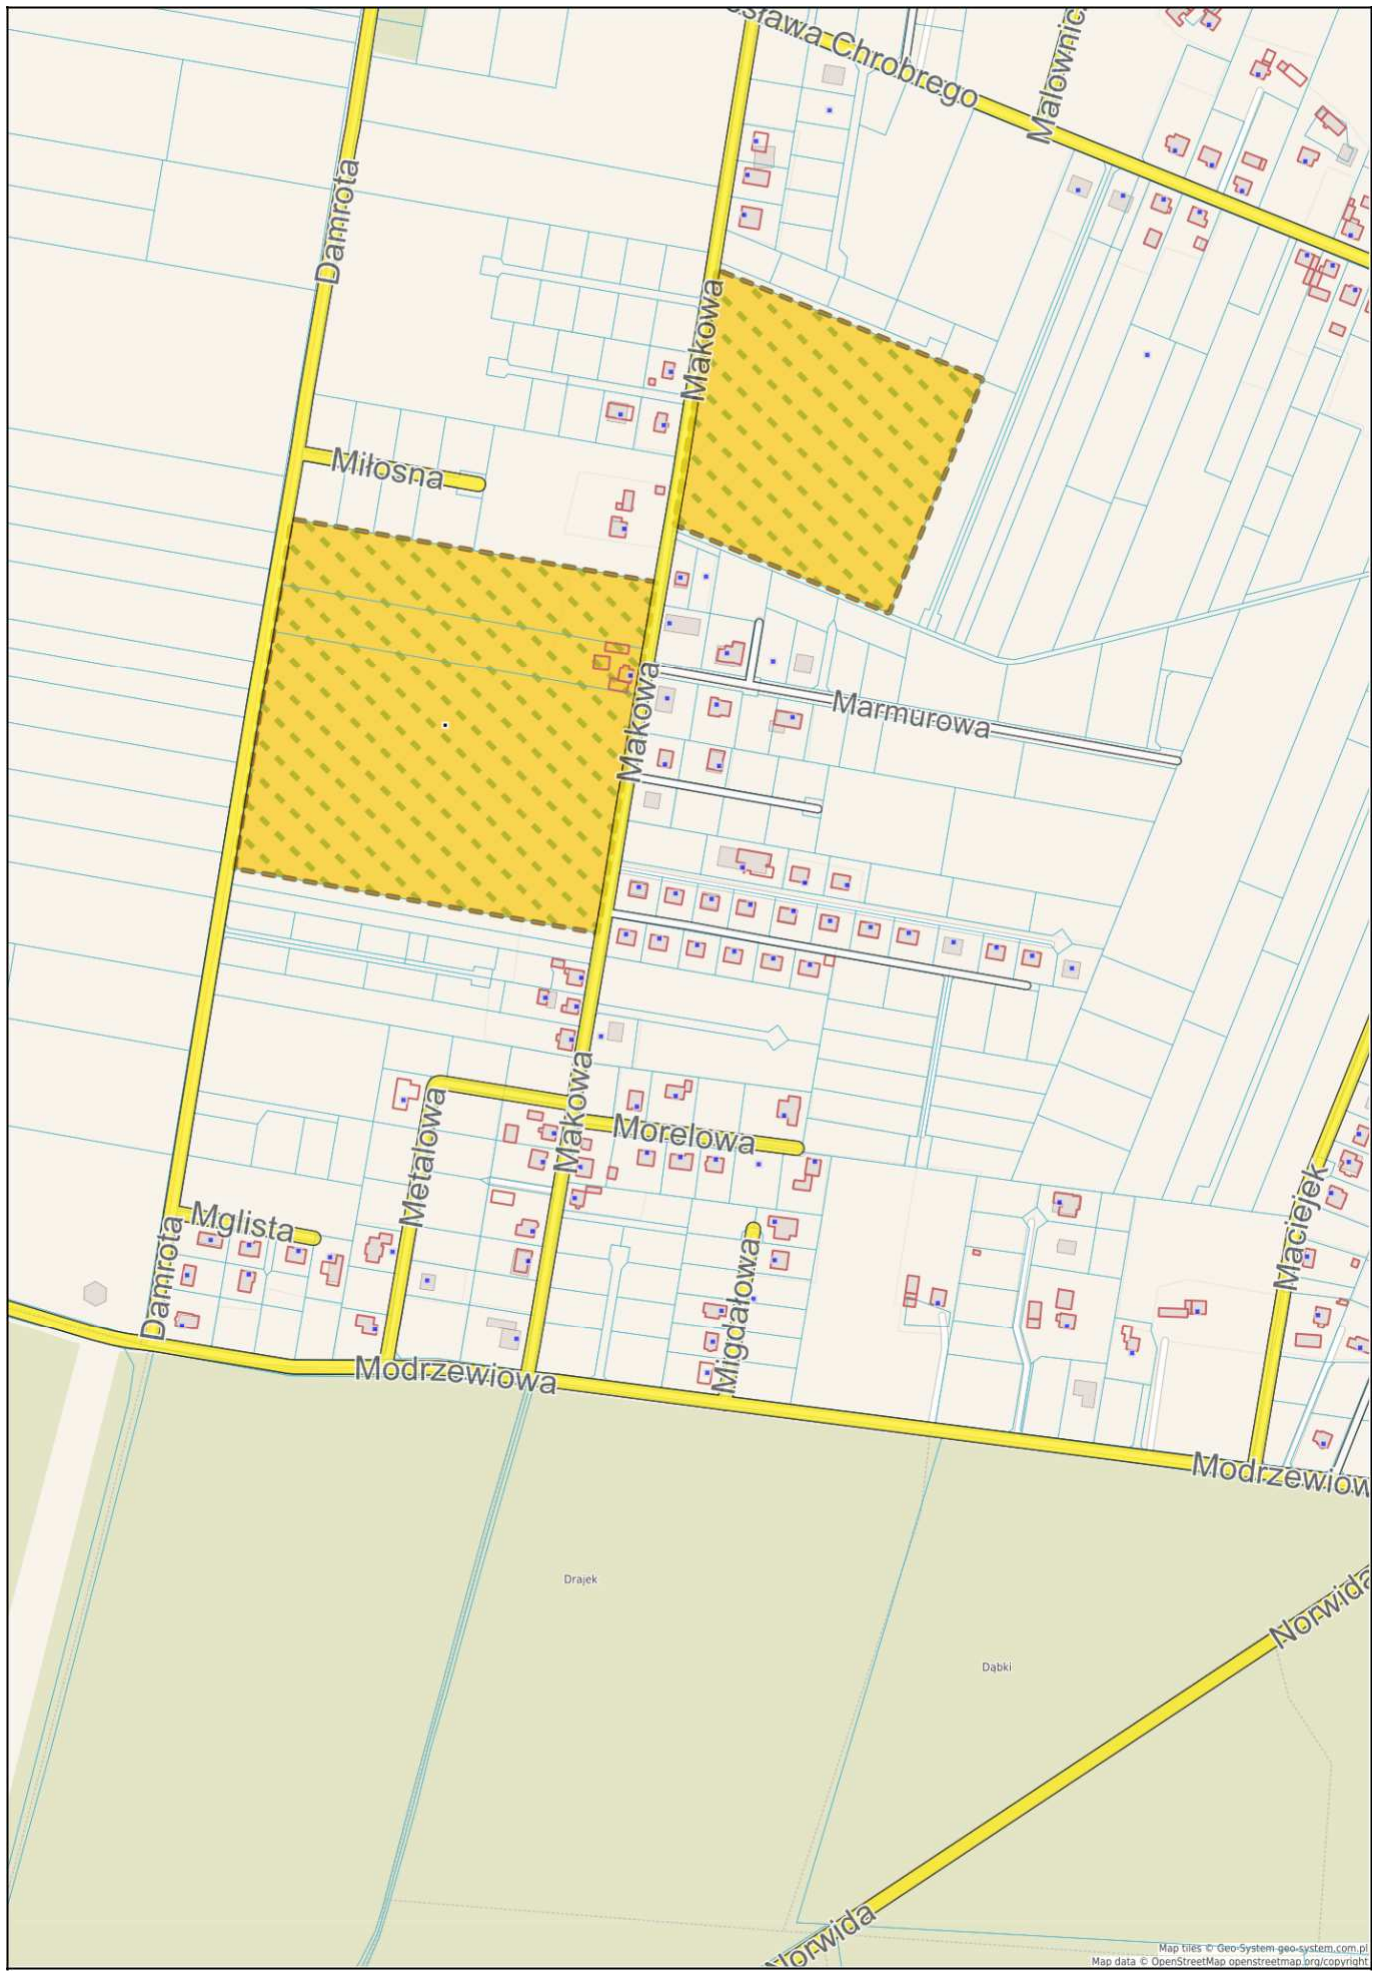 sława Chrobrego
Malownic
Damrota
Makowa
Miłosna
Makowa
Marmurowa
Makowa
Metalowa
Morelowa
Mglista
Damrota
Migdałowa
Maciejek
Modrzewiowa
Modrzewiow
Drajek
Norwida
Dąbki
Norwida
Map tiles © Geo-System geo-system.com.pl
Map data © OpenStreetMap openstreetmap.org/copyright